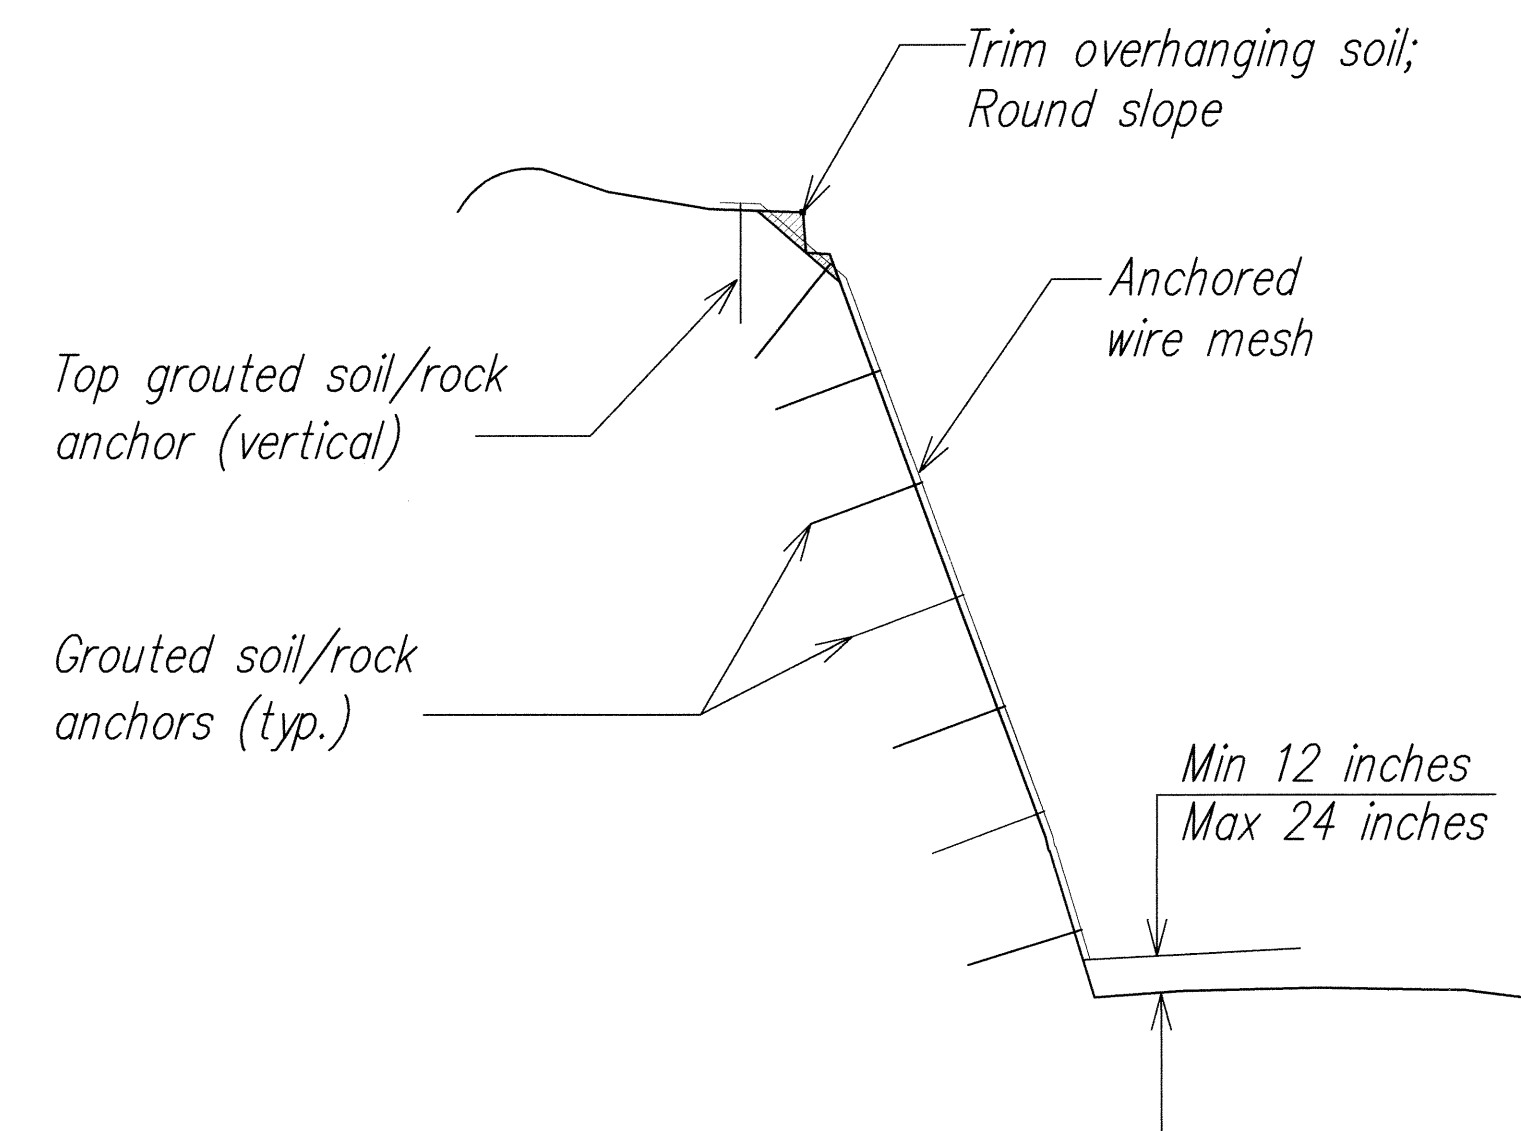 Trim overhanging soil;
Round slope
Anchored
wire mesh
Top grouted soil/rock
anchor (vertical)
Grouted soil/rock
anchors (typ.)
Min 12 inches
Max 24 inches